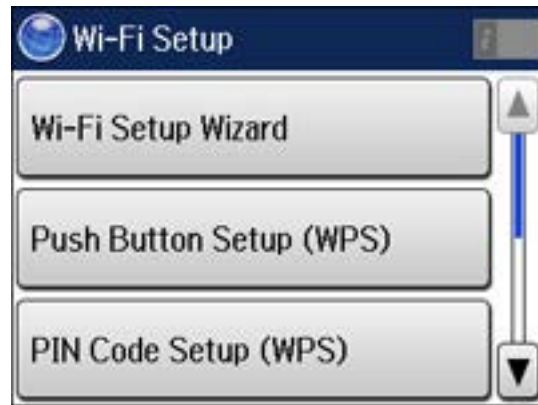 Wi-Fi Setup
Wi-Fi Setup Wizard
Push Button Setup (WPS)
PIN Code Setup (WPS)